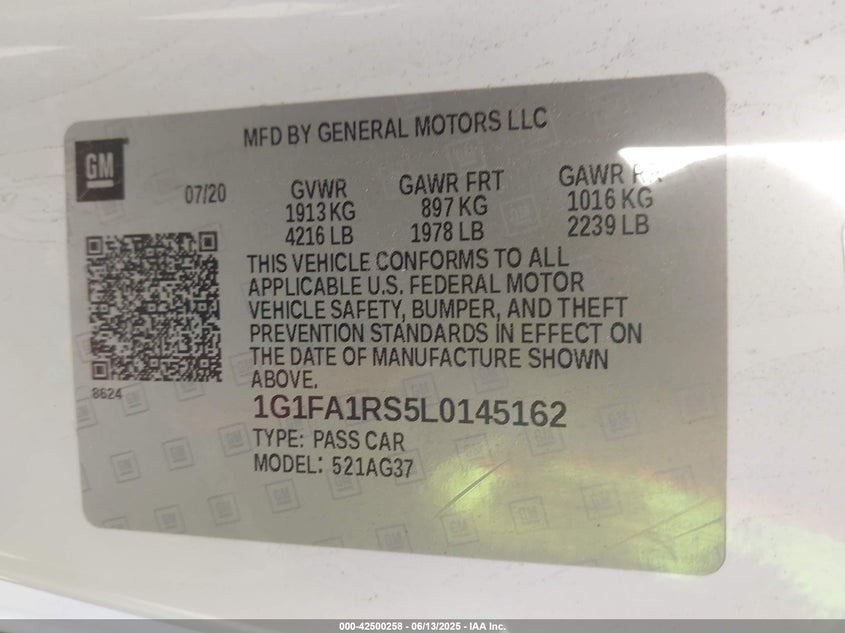 MFD BY GENERAL MOTORS LLC
GM
07/20
GVWR GAWR FRT GAWR RR
1913 KG 897 KG 1016 KG
4216 LB 1978 LB 2239 LB
THIS VEHICLE CONFORMS TO ALL
APPLICABLE U.S. FEDERAL MOTOR
VEHICLE SAFETY, BUMPER, AND THEFT
PREVENTION STANDARDS IN EFFECT ON
THE DATE OF MANUFACTURE SHOWN
ABOVE.
8624
1G1FA1RS5L0145162
TYPE: PASS CAR
MODEL: 521AG37
000-42500258 - 06/13/2025 - IAA Inc.